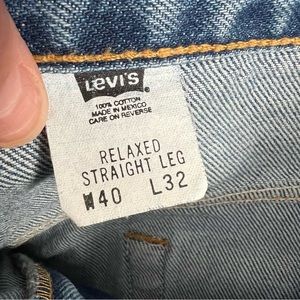 LEVI'S
100% COTTON
MADE IN MEXICO
CARE ON REVERSE
RELAXED
STRAIGHT LEG
W40 L32